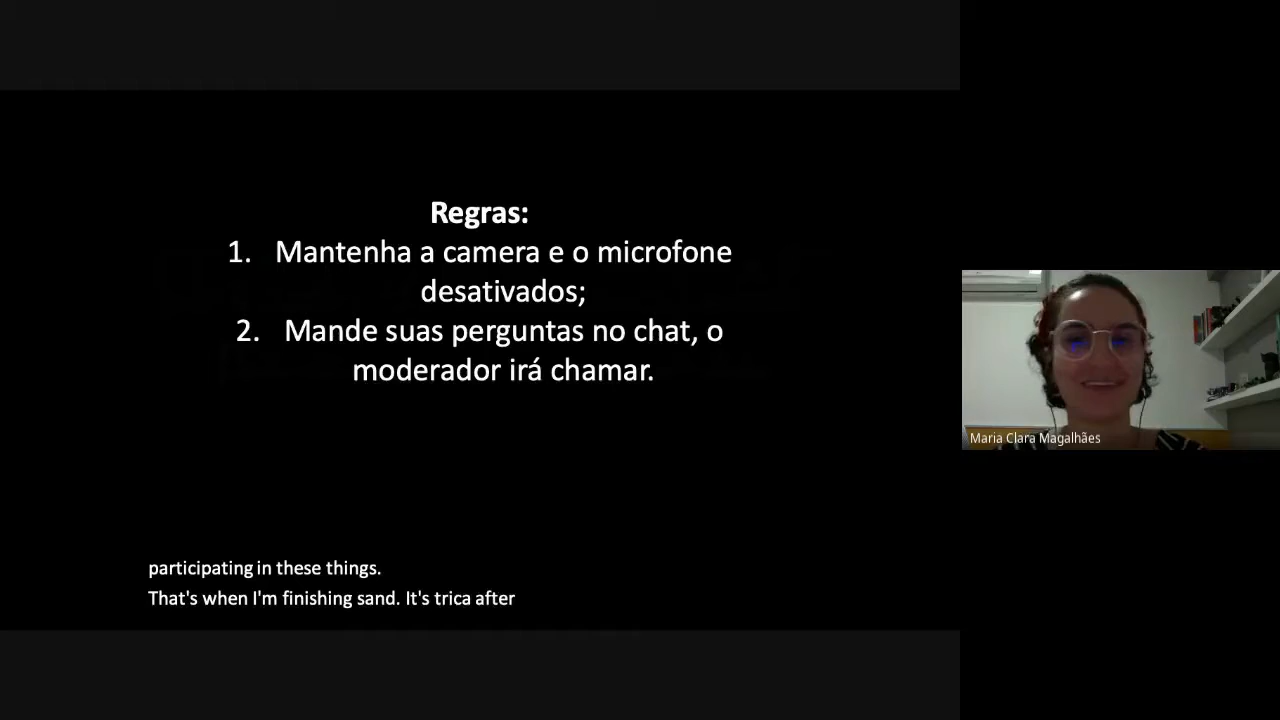 Regras:
1. Mantenha a camera e o microfone
desativados;
2. Mande suas perguntas no chat, o
moderador irá chamar.
Maria Clara Magalhães
participating in these things.
That's when I'm finishing sand. It's trica after